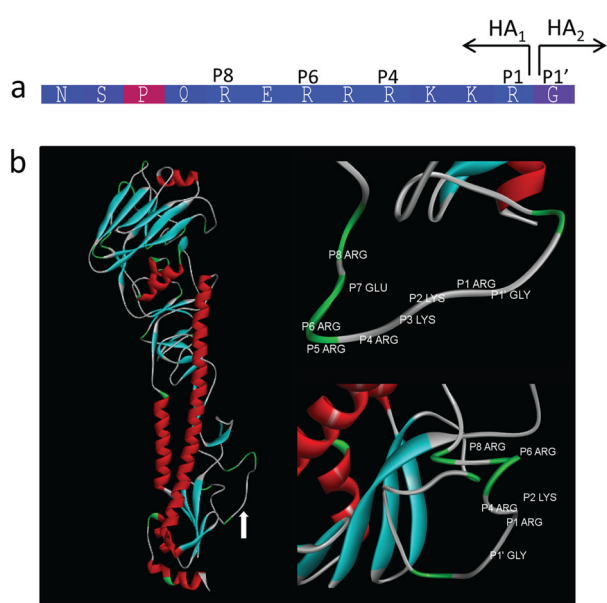 HA1 HA2
P8 P6 P4 P1 P1’
a N S P Q R E R R R K K R G
b
P8 ARG
P7 GLU
P1 ARG
P2 LYS
P1' GLY
P6 ARG
P3 LYS
P5 ARG
P4 ARG
P8 ARG
P6 ARG
P2 LYS
P4 ARG
P1 ARG
P1' GLY